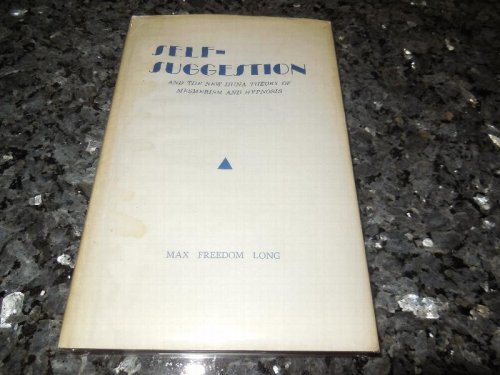 SELF-
SUGGESTION
AND THE NEW HUNA THEORY OF
MESMERISM AND HYPNOSIS
MAX FREEDOM LONG